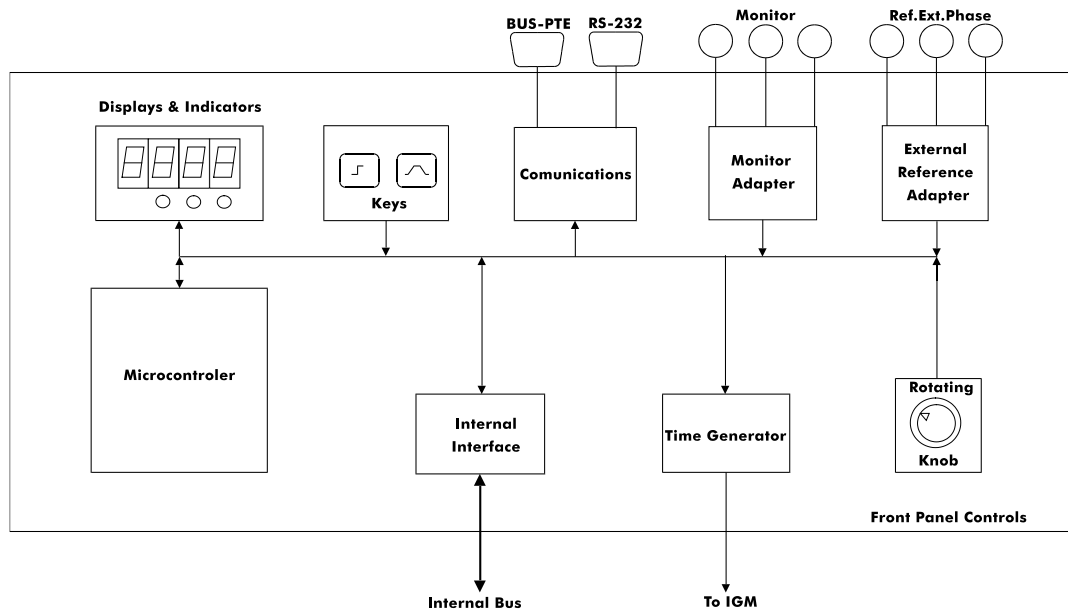 BUS-PTE
RS-232
Monitor
Ref.Ext.Phase
Displays & Indicators
Keys
Comunications
Monitor
Adapter
External
Reference
Adapter
Microcontroler
Internal
Interface
Time Generator
Rotating
Knob
Front Panel Controls
Internal Bus
To IGM